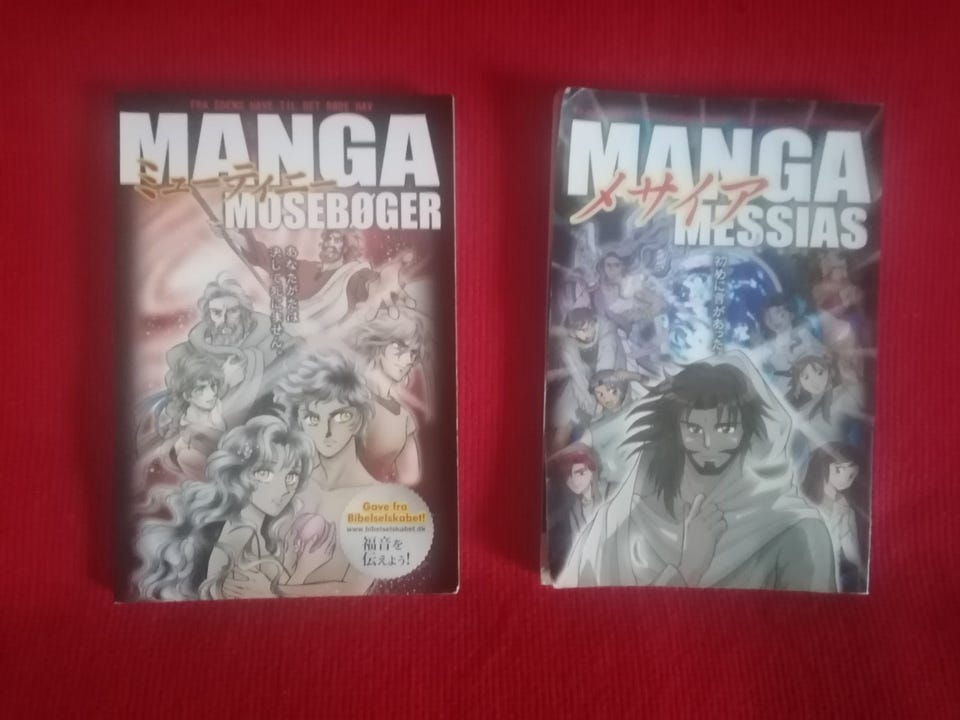 FRA EDENS HAVE TIL DET RØDE HAV
MANGA
ミューティニー
MOSEBØGER
あなたがたは
決して死にません。
Gave fra
Bibelselskabet!
www.bibelselskabet.dk
福音を
伝えよう!
MANGA
メサイア
MESSIAS
初めに言があった。